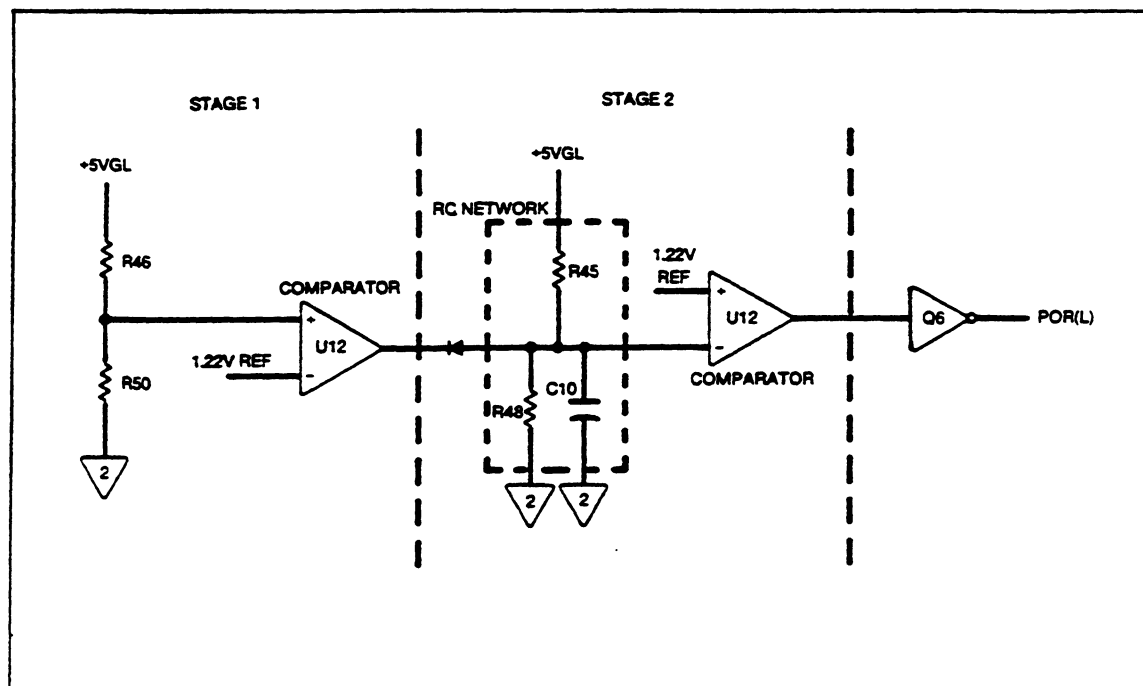 STAGE 1
STAGE 2
+5VGL
+5VGL
RC NETWORK
R46
R45
1.22V
REF
COMPARATOR
+
+
U12
U12
Q6
POR(L)
1.22V REF
-
-
R50
R48
C10
COMPARATOR
2
2
2